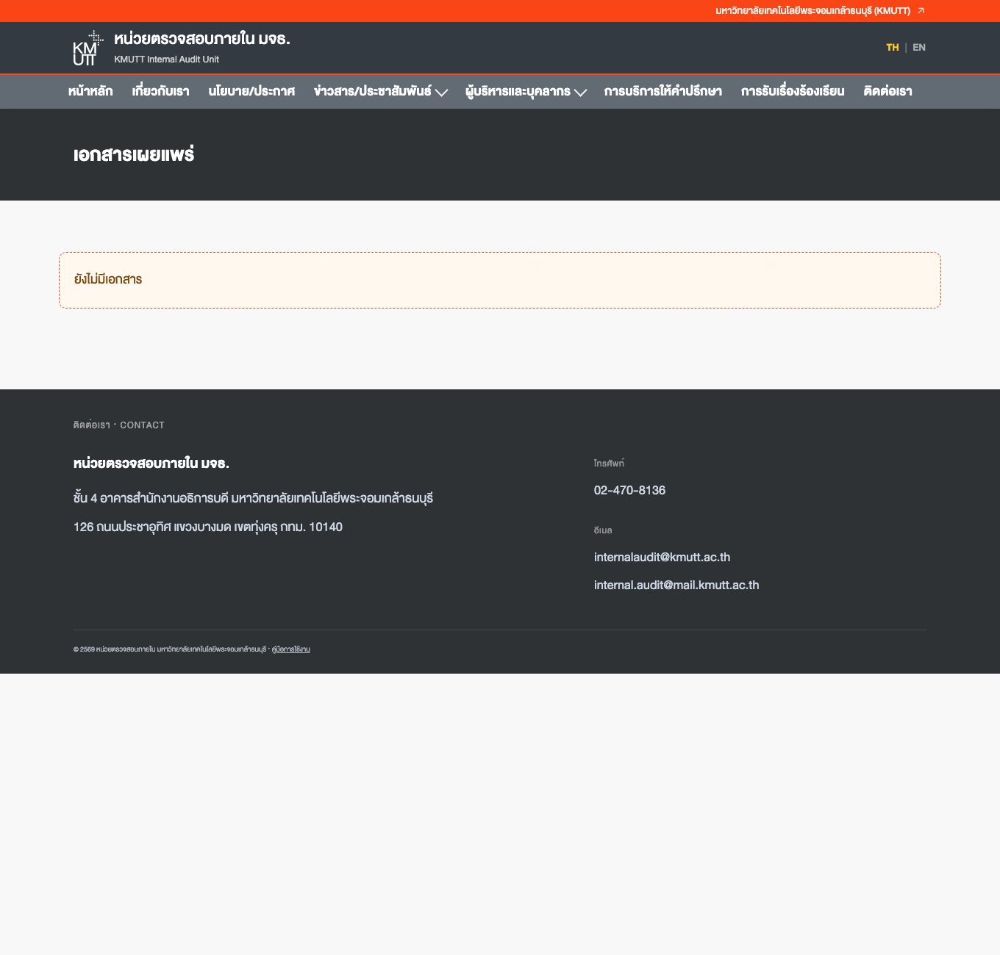 มหาวิทยาลัยเทคโนโลยีพระจอมเกล้าธนบุรี (KMUTT)
KM
UTT
หน่วยตรวจสอบภายใน มจธ.
KMUTT Internal Audit Unit
TH | EN
หน้าหลัก เกี่ยวกับเรา นโยบาย/ประกาศ ข่าวสาร/ประชาสัมพันธ์ ผู้บริหารและบุคลากร การบริการให้คำปรึกษา การรับเรื่องร้องเรียน ติดต่อเรา
เอกสารเผยแพร่
ยังไม่มีเอกสาร
ติดต่อเรา · CONTACT
หน่วยตรวจสอบภายใน มจธ.
ชั้น 4 อาคารสำนักงานอธิการบดี มหาวิทยาลัยเทคโนโลยีพระจอมเกล้าธนบุรี
126 ถนนประชาอุทิศ แขวงบางมด เขตทุ่งครุ กทม. 10140
โทรศัพท์
02-470-8136
อีเมล
internalaudit@kmutt.ac.th
internal.audit@mail.kmutt.ac.th
© 2569 หน่วยตรวจสอบภายใน มหาวิทยาลัยเทคโนโลยีพระจอมเกล้าธนบุรี · คู่มือการใช้งาน